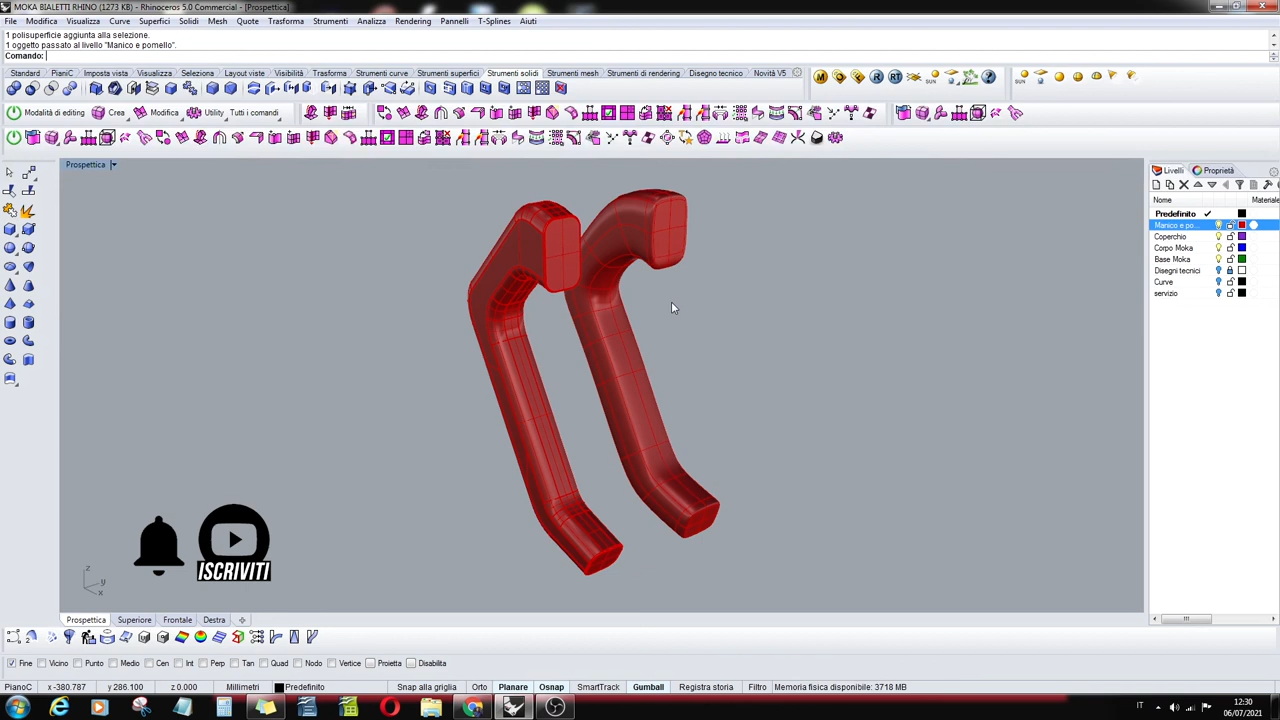 MOKA BIALETTI RHINO (1273 KB) - Rhinoceros 5.0 Commercial - [Prospettica]
File Modifica Visualizza Curve Superfici Solidi Mesh Quote Trasforma Strumenti Analizza Rendering Pannelli T-Splines Aiuti
1 polisuperficie aggiunta alla selezione.
1 oggetto passato al livello "Manico e pomello".
Comando:
Standard PianiC Imposta vista Visualizza Selezione Layout viste Visibilità Trasforma Strumenti curve Strumenti superfici Strumenti solidi Strumenti mesh Strumenti di rendering Disegno tecnico Novità V5
Modalità di editing Crea Modifica Utility Tutti i comandi
Prospettica
Livelli Proprietà
Nome Materiale
Predefinito
Manico e po...
Coperchio
Corpo Moka
Base Moka
Disegni tecnici
Curve
servizio
ISCRIVITI
z
y
x
Prospettica Superiore Frontale Destra
Fine Vicino Punto Medio Cen Int Perp Tan Quad Nodo Vertice Proietta Disabilita
PianoC x -380.787 y 286.100 z 0.000 Millimetri Predefinito Snap alla griglia Orto Planare Osnap SmartTrack Gumball Registra storia Filtro Memoria fisica disponibile: 3718 MB
IT 12:30
06/07/2021